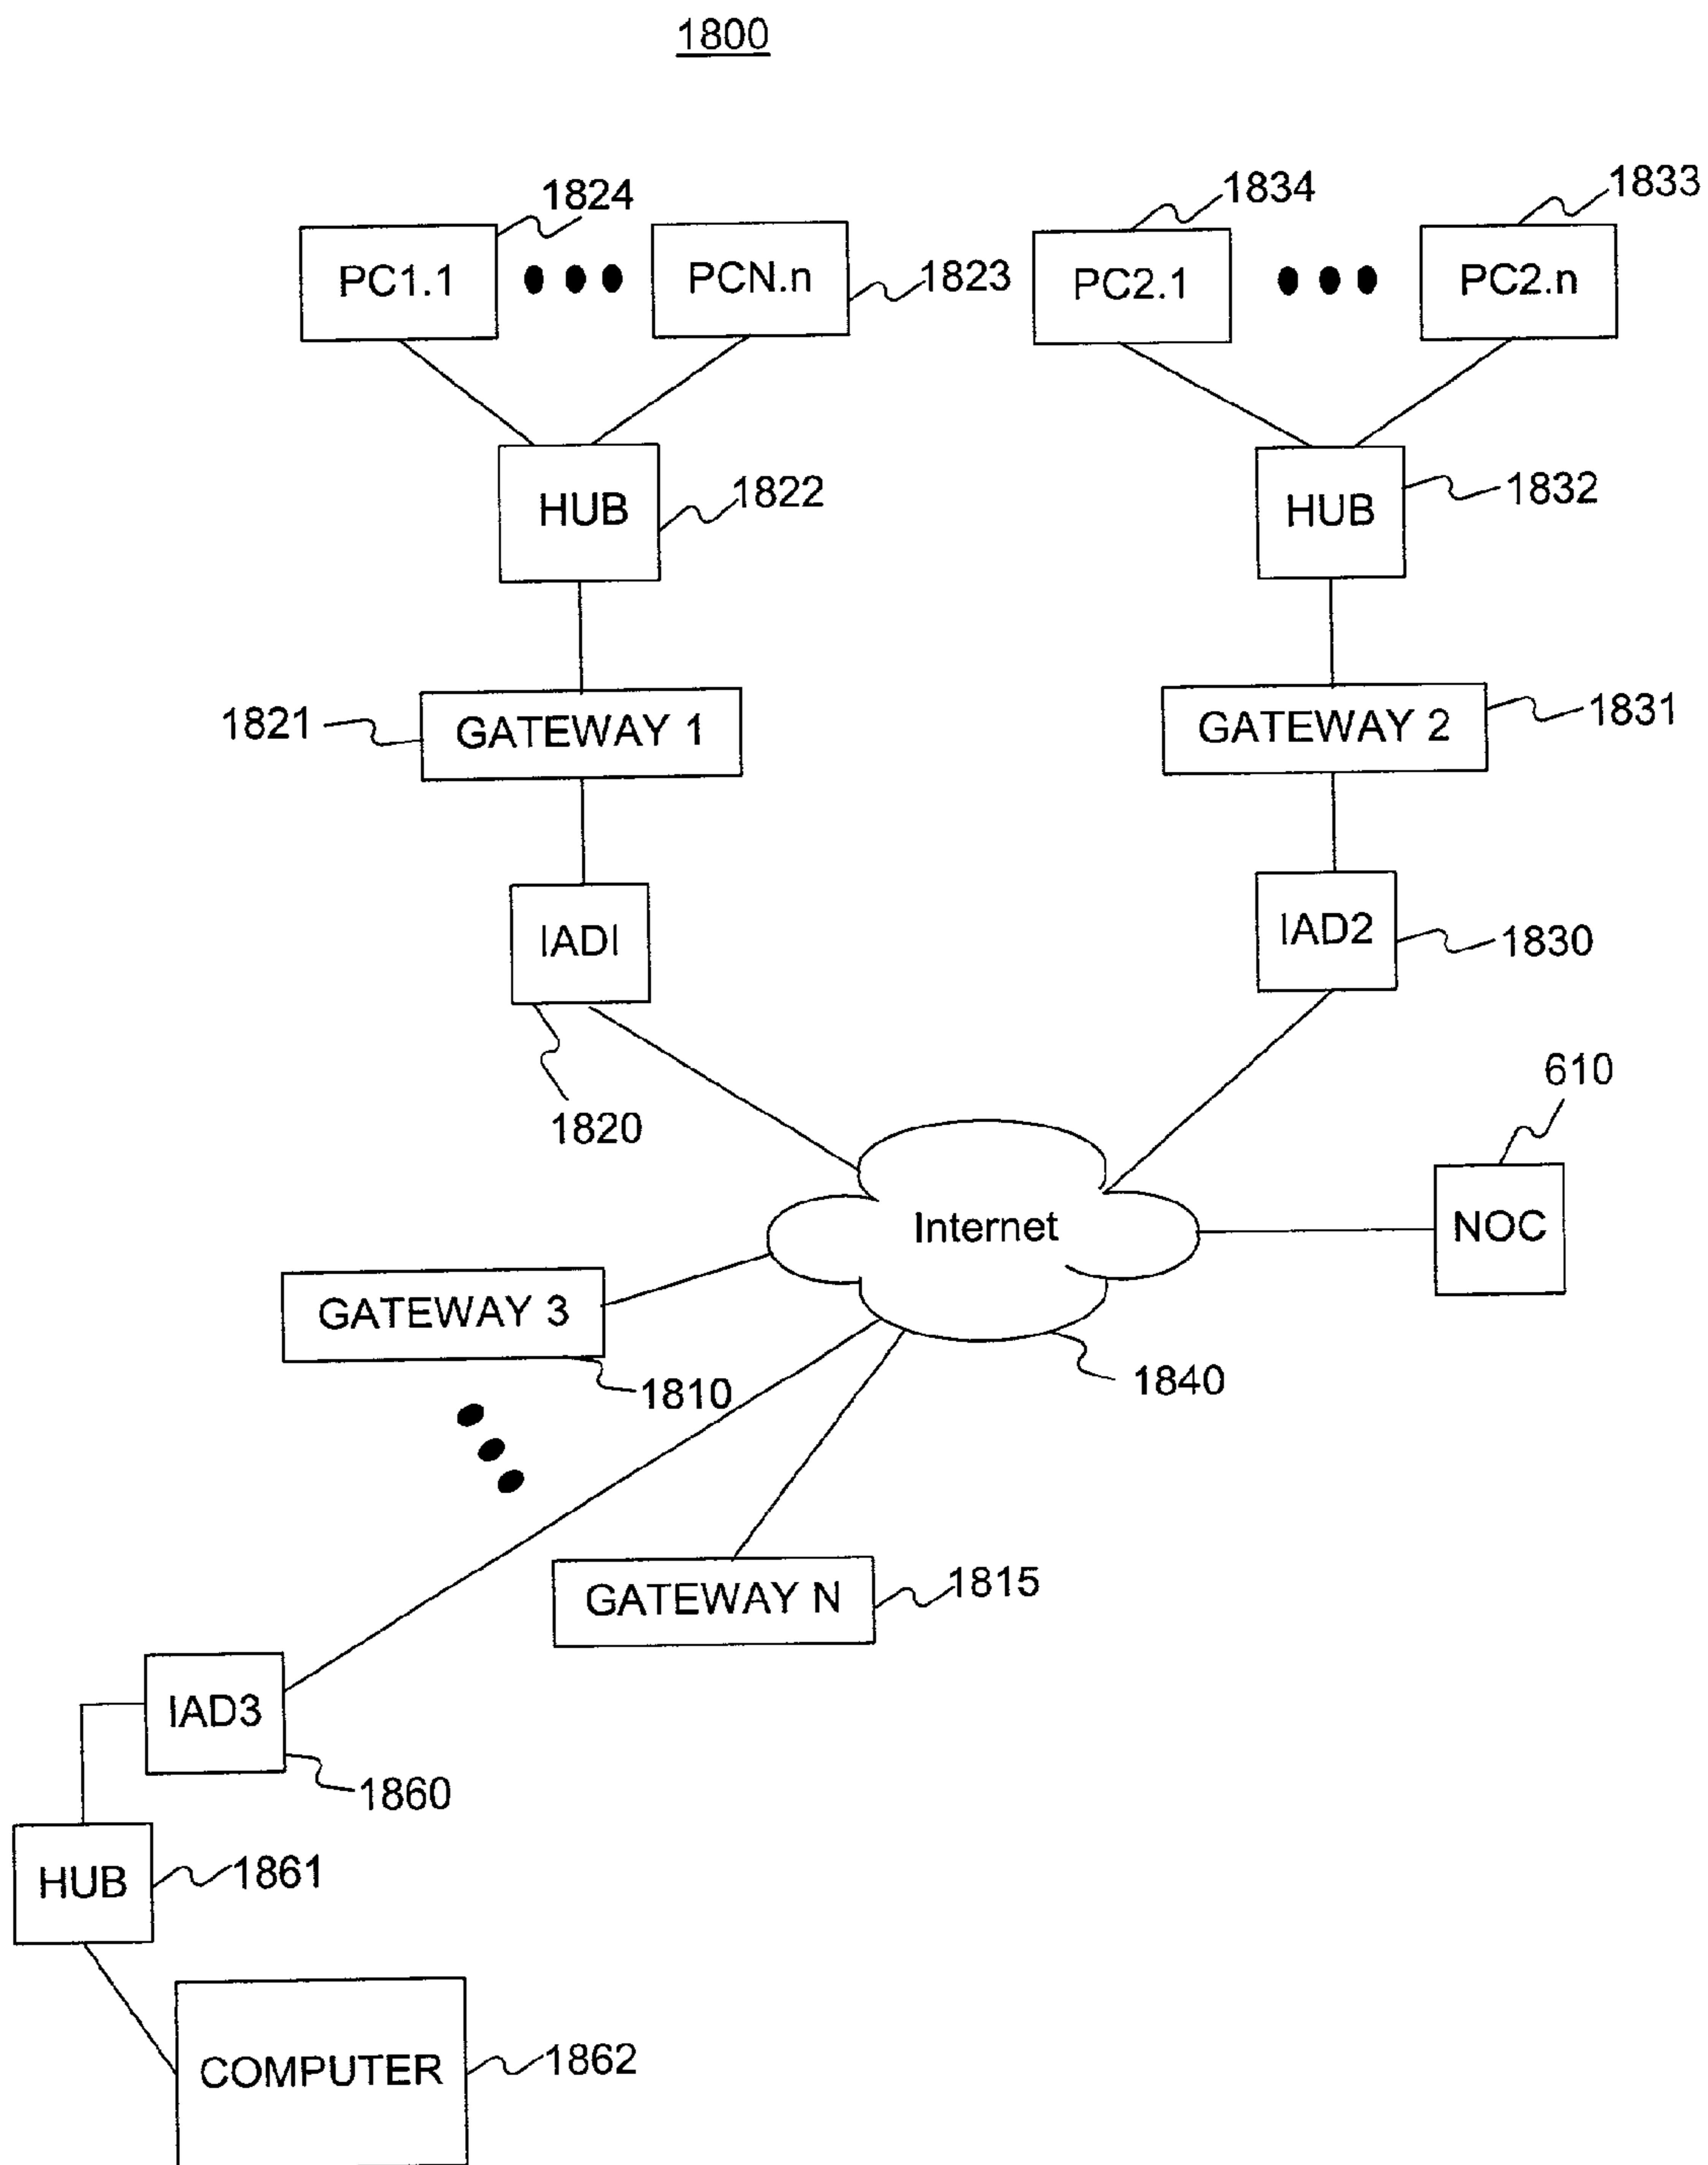 1800
1824
1834
1833
PC1.1
PCN.n
1823
PC2.1
PC2.n
HUB
1822
HUB
1832
1821
GATEWAY 1
GATEWAY 2
1831
IADI
IAD2
1830
1820
610
Internet
NOC
GATEWAY 3
1810
1840
GATEWAY N
1815
IAD3
1860
HUB
1861
COMPUTER
1862